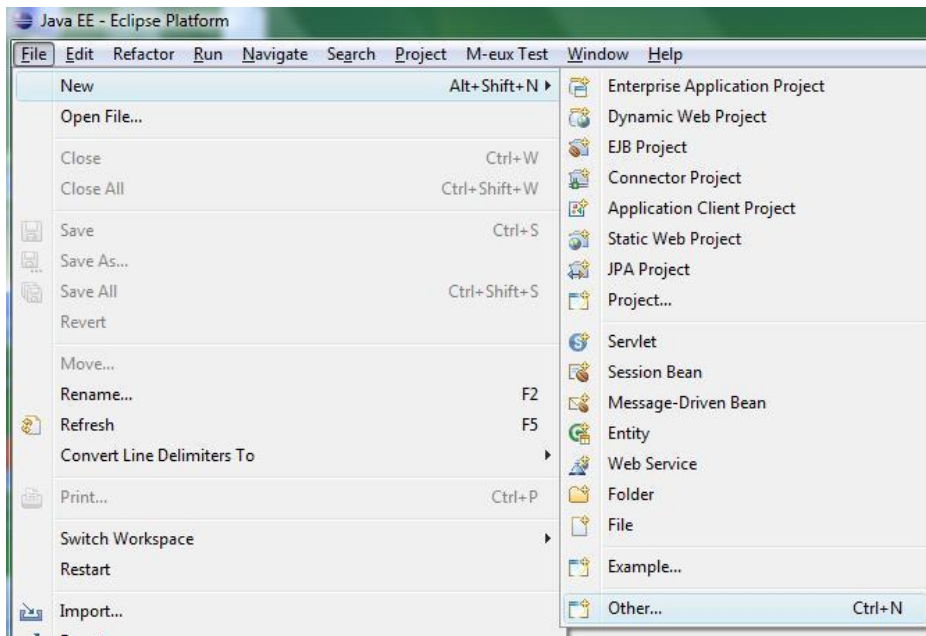 Java EE - Eclipse Platform
File Edit Refactor Run Navigate Search Project M-eux Test Window Help
New Alt+Shift+N
Open File...
Close Ctrl+W
Close All Ctrl+Shift+W
Save Ctrl+S
Save As...
Save All Ctrl+Shift+S
Revert
Move...
Rename... F2
Refresh F5
Convert Line Delimiters To
Print... Ctrl+P
Switch Workspace
Restart
Import...
Enterprise Application Project
Dynamic Web Project
EJB Project
Connector Project
Application Client Project
Static Web Project
JPA Project
Project...
Servlet
Session Bean
Message-Driven Bean
Entity
Web Service
Folder
File
Example...
Other... Ctrl+N